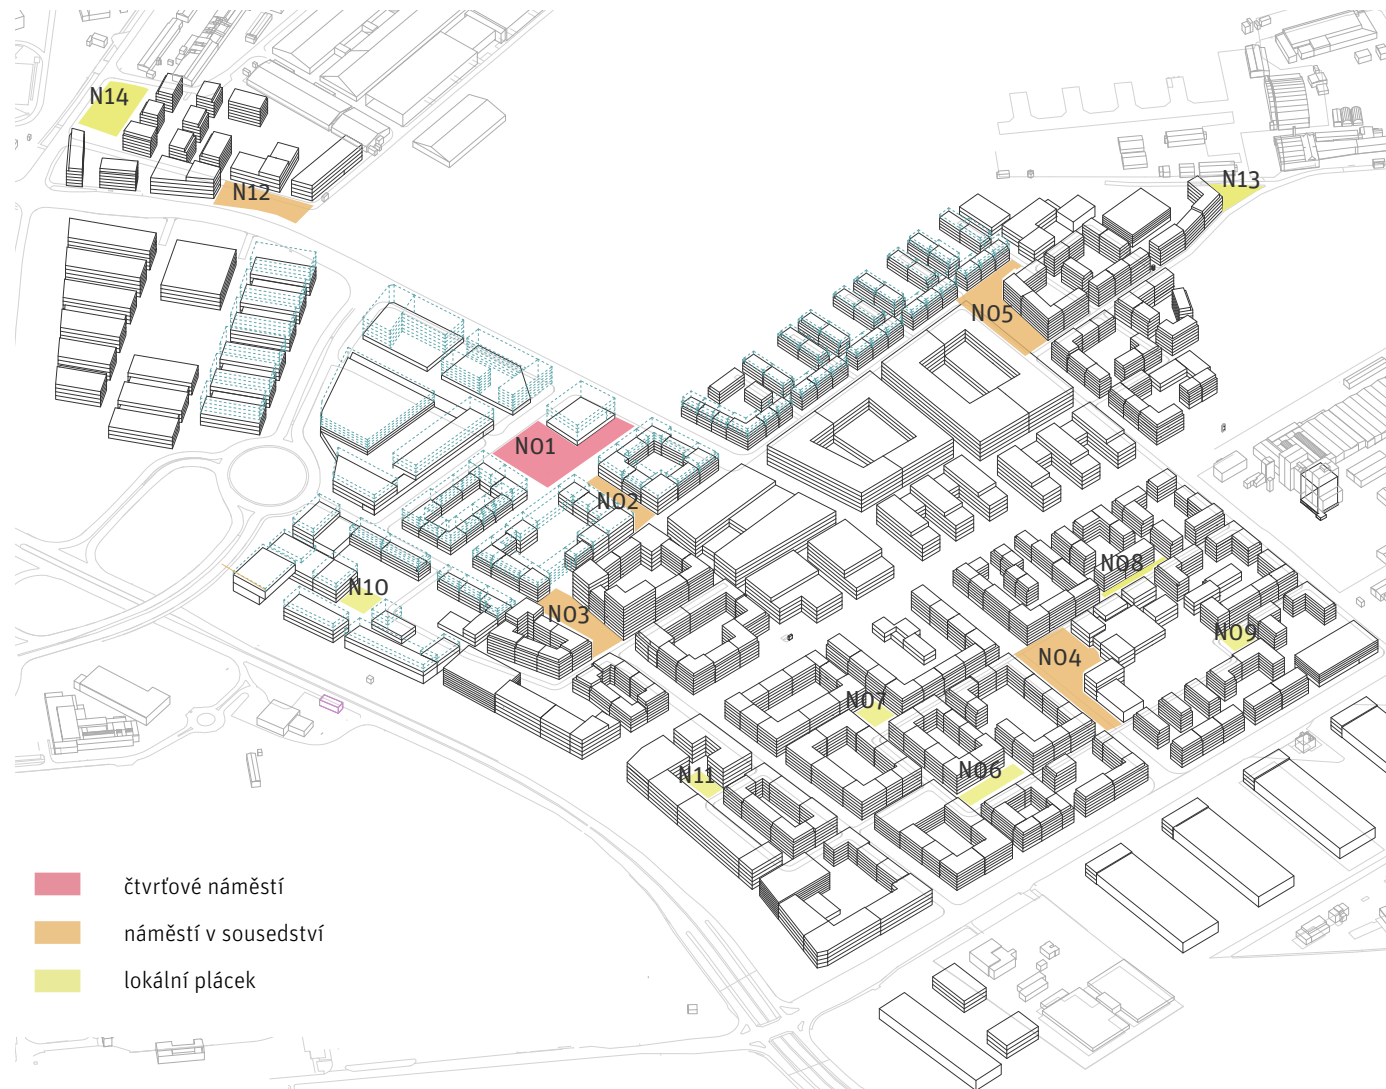 N14
N12
N13
N05
N01
N02
N08
N10
N03
N09
N04
N07
N06
N11
čtvrťové náměstí
náměstí v sousedství
lokální plácek